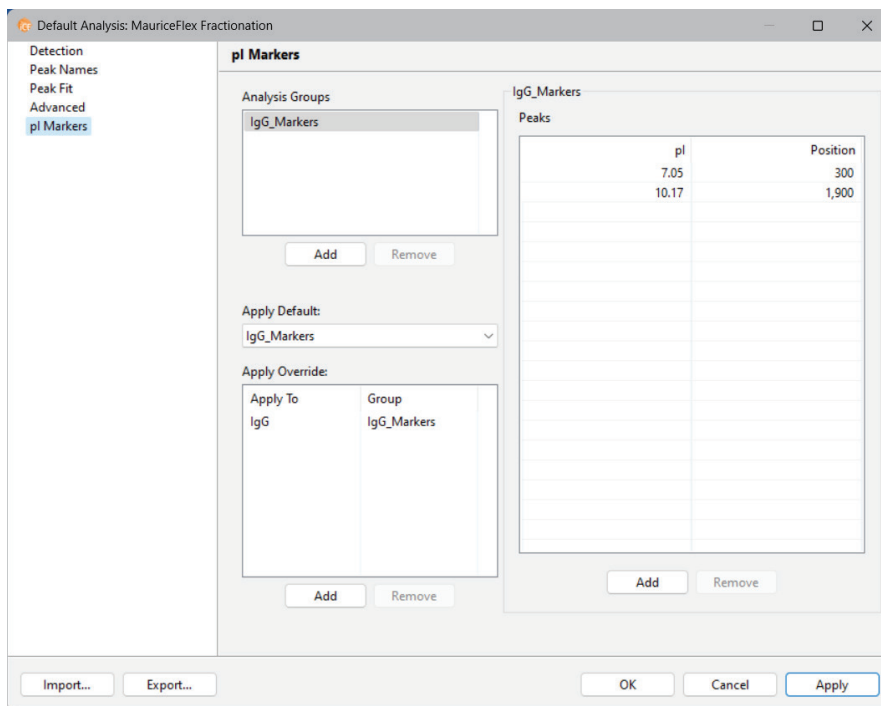 Default Analysis: MauriceFlex Fractionation
Detection
Peak Names
Peak Fit
Advanced
pI Markers
pI Markers
Analysis Groups
IgG_Markers
Add Remove
Apply Default:
IgG_Markers
Apply Override:
Apply To Group
IgG IgG_Markers
Add Remove
IgG_Markers
Peaks
pI Position
7.05 300
10.17 1,900
Add Remove
Import... Export... OK Cancel Apply